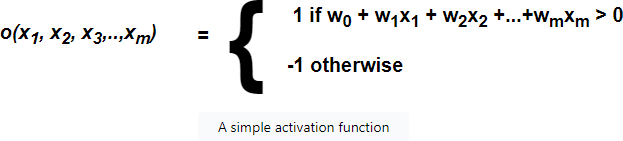 1 if w₀ + w₁x₁ + w₂x₂ +...+wₘxₘ > 0
o(x₁, x₂, x₃,..,xₘ) = {
-1 otherwise
A simple activation function